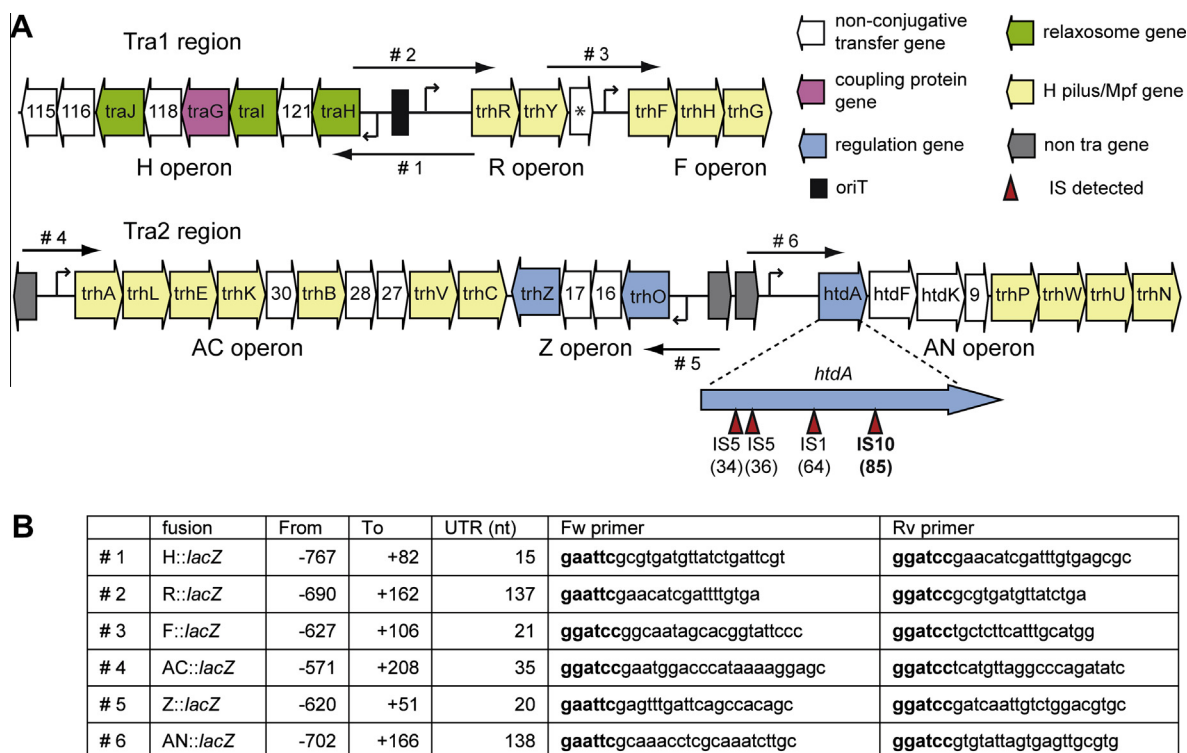 A
Tra1 region
# 2
# 3
115 116 traJ 118 traG traI 121 traH trhR trhY * trhF trhH trhG
H operon
# 1
R operon
F operon
non-conjugative
transfer gene
relaxosome gene
coupling protein
gene
H pilus/Mpf gene
regulation gene
non tra gene
oriT
IS detected
Tra2 region
# 4
# 6
trhA trhL trhE trhK 30 trhB 28 27 trhV trhC trhZ 17 16 trhO htdA htdF htdK 9 trhP trhW trhU trhN
AC operon
Z operon
# 5
AN operon
htdA
IS5 IS5 IS1 IS10
(34) (36) (64) (85)
B
fusion From To UTR (nt) Fw primer Rv primer
# 1 H::lacZ -767 +82 15 gaattcgcgtgatgttatctgattcgt ggatccgaacatcgatttgtgagcgc
# 2 R::lacZ -690 +162 137 gaattcgaacatcgattttgtga ggatccgcgtgatgttatctga
# 3 F::lacZ -627 +106 21 ggatccggcaatagcacggtattccc ggatcctgctcttcatttgcatgg
# 4 AC::lacZ -571 +208 35 ggatccgaatggacccataaaaggagc ggatcctcatgttaggcccagatatc
# 5 Z::lacZ -620 +51 20 gaattcgagtttgattcagccacagc ggatccgatcaattgtctggacgtgc
# 6 AN::lacZ -702 +166 138 gaattcgcaaacctcgcaaatcttgc ggatccgtgtattagtgagttgcgtg